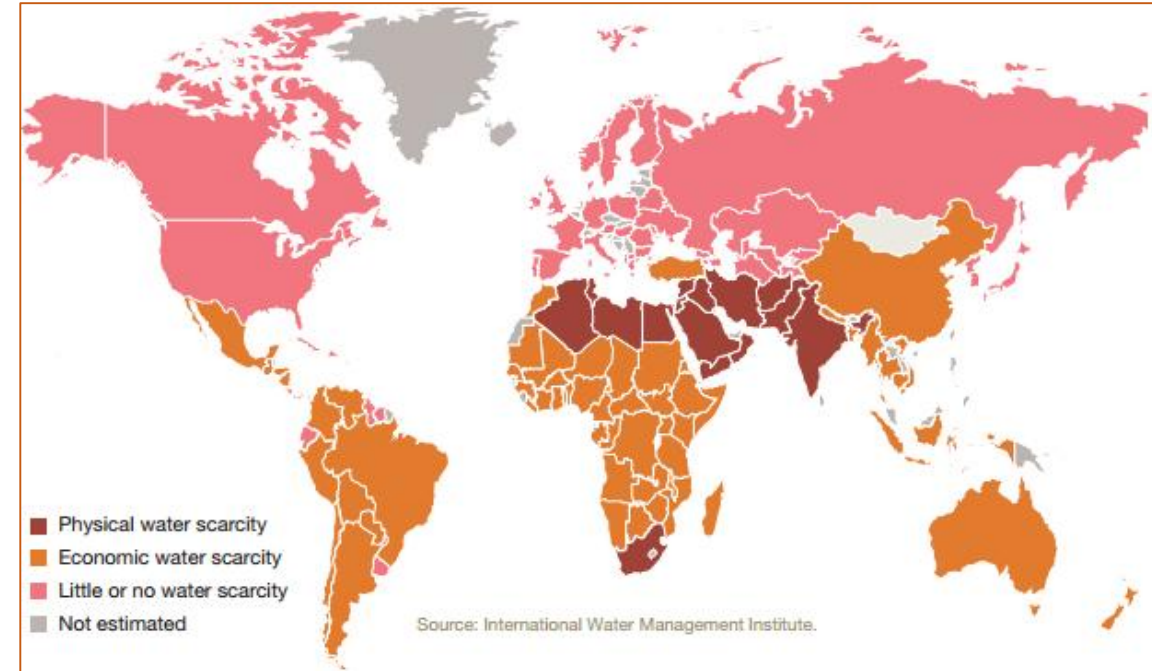 Physical water scarcity
Economic water scarcity
Little or no water scarcity
Not estimated
Source: International Water Management Institute.